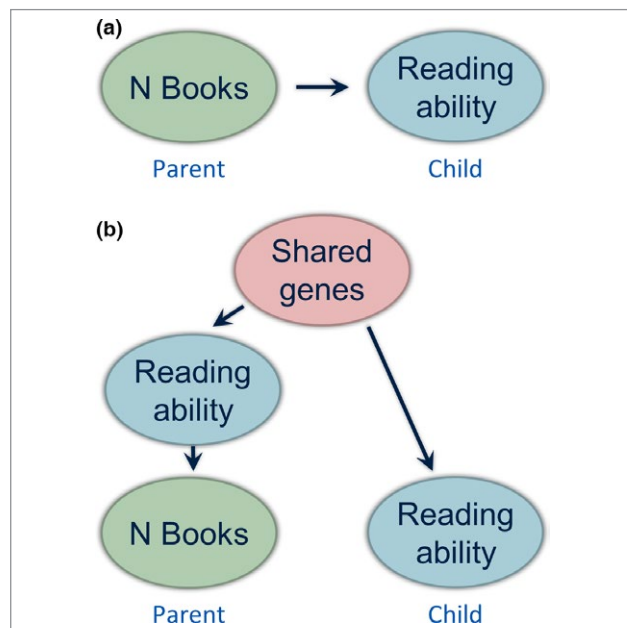 (a)
N Books
Reading
ability
Parent
Child
(b)
Shared
genes
Reading
ability
N Books
Reading
ability
Parent
Child